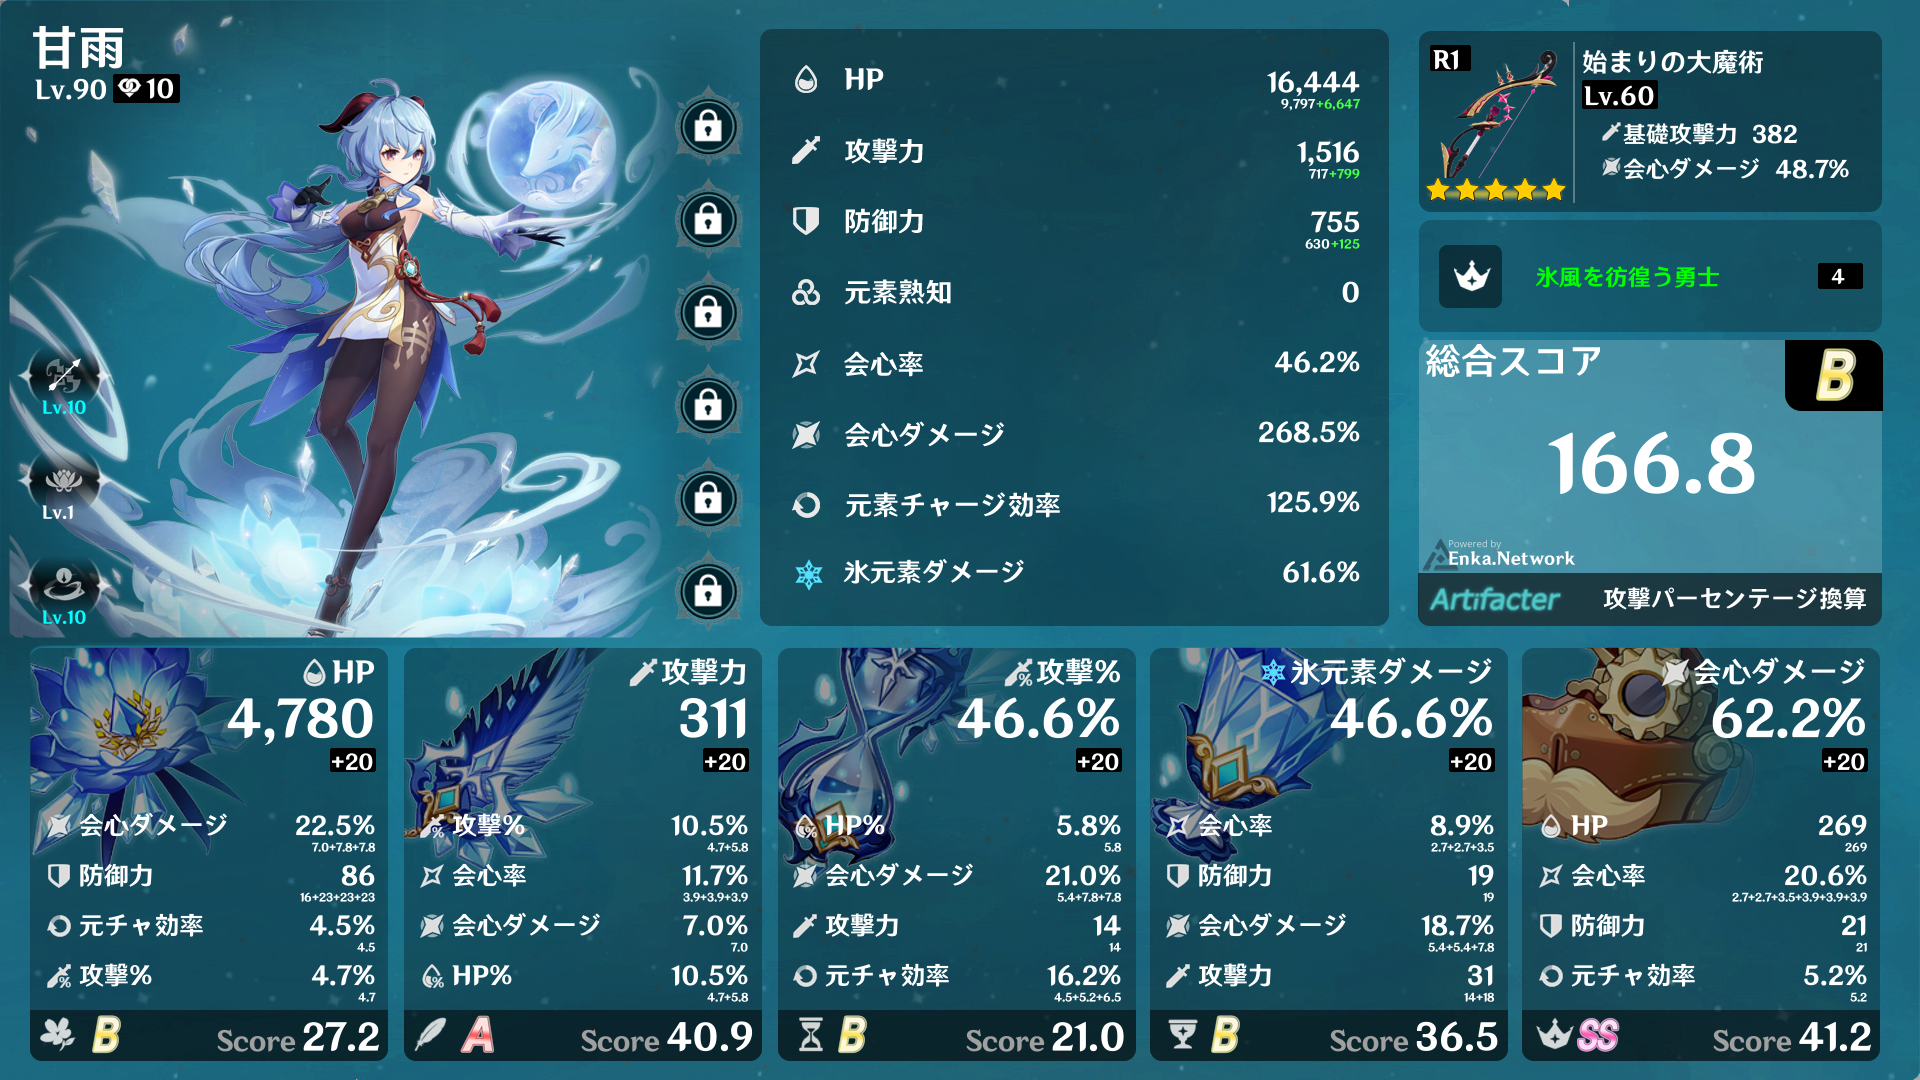 甘雨
Lv.90 10
Lv.10
Lv.1
Lv.10
HP 16,444
9,797+6,647
攻撃力 1,516
717+799
防御力 755
630+125
元素熟知 0
会心率 46.2%
会心ダメージ 268.5%
元素チャージ効率 125.9%
氷元素ダメージ 61.6%
R1
始まりの大魔術
Lv.60
基礎攻撃力 382
会心ダメージ 48.7%
氷風を彷徨う勇士 4
総合スコア B
166.8
Powered by
Enka.Network
Artifacter 攻撃パーセンテージ換算
HP
4,780
+20
会心ダメージ 22.5%
7.0+7.8+7.8
防御力 86
16+23+23+23
元チャ効率 4.5%
4.5
攻撃% 4.7%
4.7
B Score 27.2
攻撃力
311
+20
攻撃% 10.5%
4.7+5.8
会心率 11.7%
3.9+3.9+3.9
会心ダメージ 7.0%
7.0
HP% 10.5%
4.7+5.8
A Score 40.9
攻撃%
46.6%
+20
HP% 5.8%
5.8
会心ダメージ 21.0%
5.4+7.8+7.8
攻撃力 14
14
元チャ効率 16.2%
4.5+5.2+6.5
B Score 21.0
氷元素ダメージ
46.6%
+20
会心率 8.9%
2.7+2.7+3.5
防御力 19
19
会心ダメージ 18.7%
5.4+5.4+7.8
攻撃力 31
14+18
B Score 36.5
会心ダメージ
62.2%
+20
HP 269
269
会心率 20.6%
2.7+2.7+3.5+3.9+3.9+3.9
防御力 21
21
元チャ効率 5.2%
5.2
SS Score 41.2